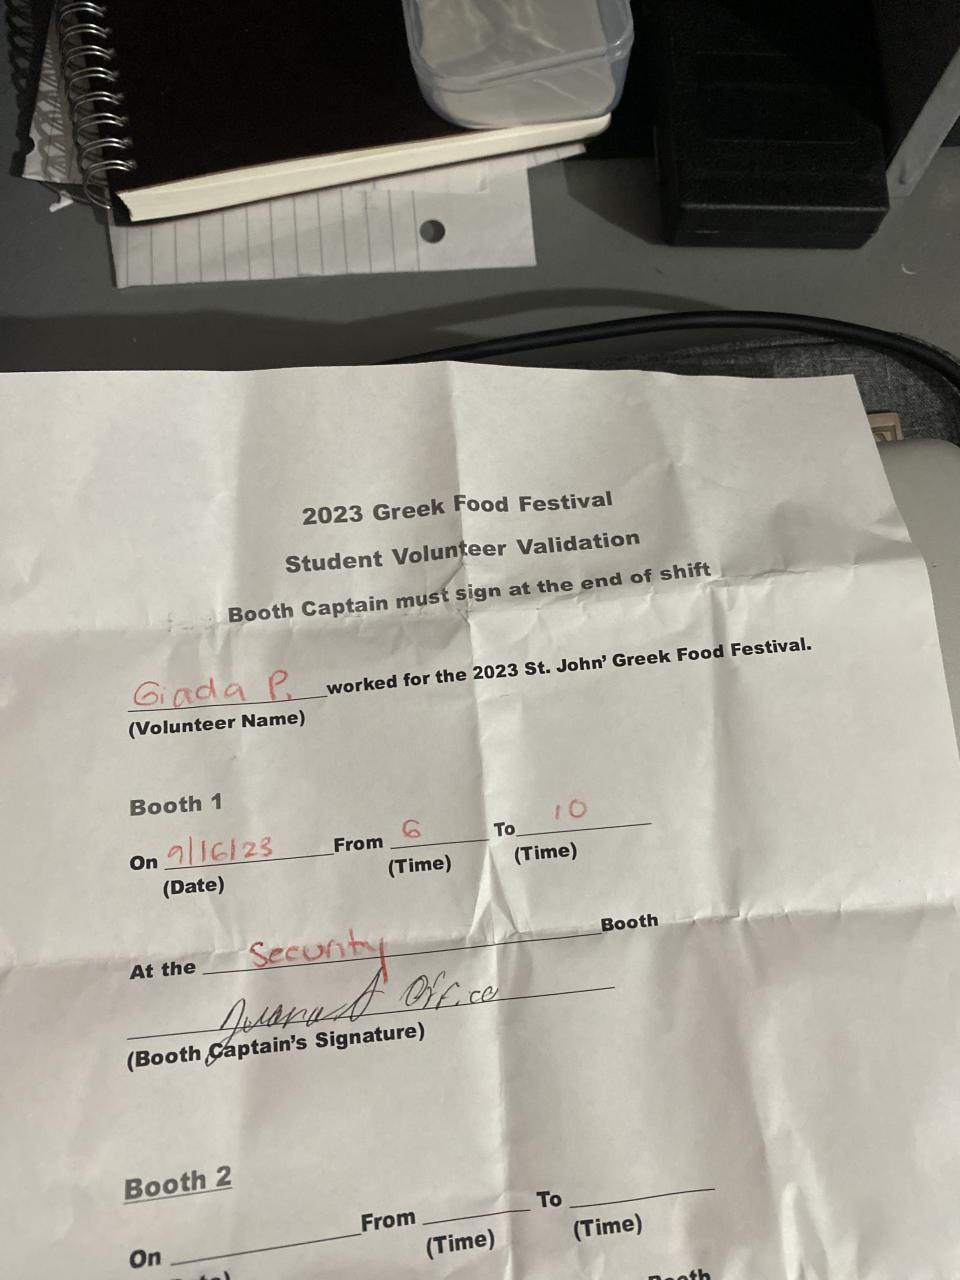 2023 Greek Food Festival
Student Volunteer Validation
Booth Captain must sign at the end of shift
Giada P. worked for the 2023 St. John' Greek Food Festival.
(Volunteer Name)
Booth 1
On 9/16/23 From 6 To 10
(Date) (Time) (Time)
At the Security Booth
Office
(Booth Captain's Signature)
Booth 2
On From To
(Time) (Time)
Booth